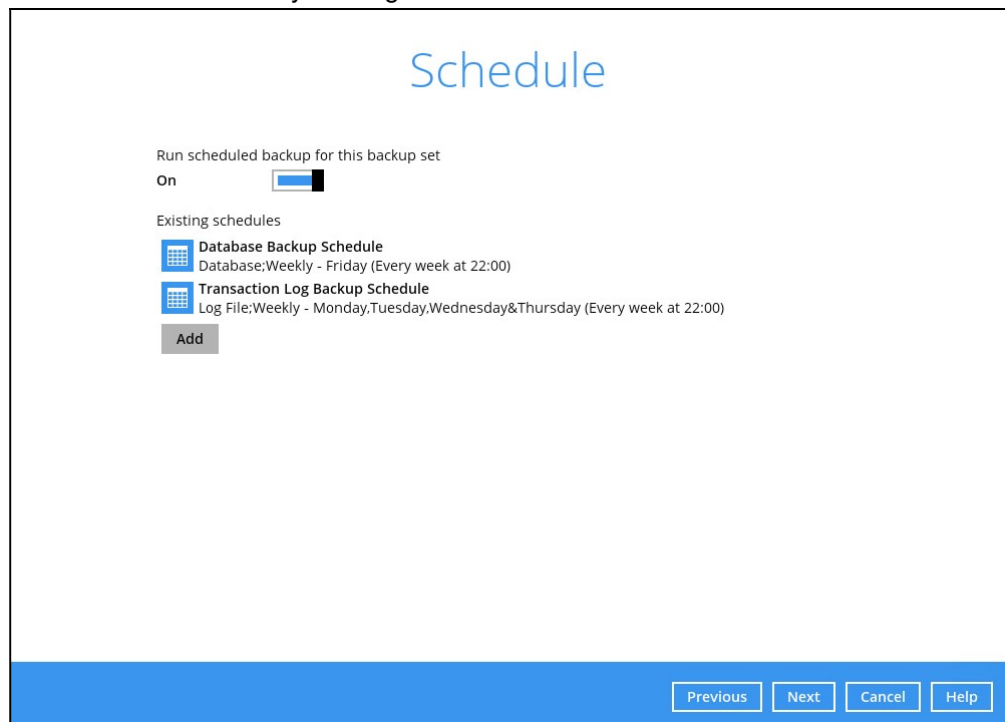 Schedule
Run scheduled backup for this backup set
On
Existing schedules
Database Backup Schedule
Database;Weekly - Friday (Every week at 22:00)
Transaction Log Backup Schedule
Log File;Weekly - Monday,Tuesday,Wednesday&Thursday (Every week at 22:00)
Add
Previous Next Cancel Help